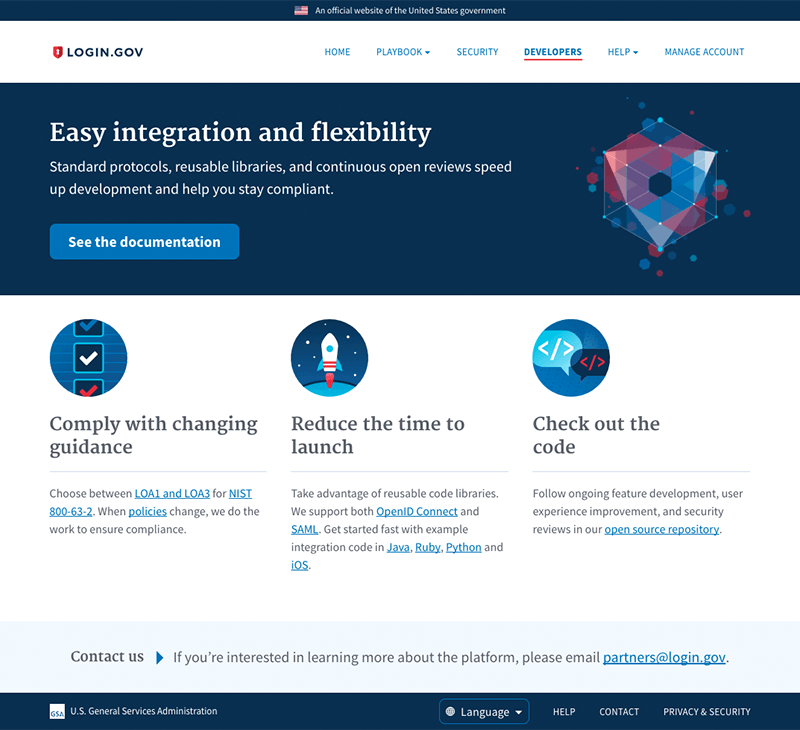 An official website of the United States government
LOGIN.GOV
HOME PLAYBOOK SECURITY DEVELOPERS HELP MANAGE ACCOUNT
Easy integration and flexibility
Standard protocols, reusable libraries, and continuous open reviews speed
up development and help you stay compliant.
See the documentation
Comply with changing
guidance
Choose between LOA1 and LOA3 for NIST
800-63-2. When policies change, we do the
work to ensure compliance.
Reduce the time to
launch
Take advantage of reusable code libraries.
We support both OpenID Connect and
SAML. Get started fast with example
integration code in Java, Ruby, Python and
iOS.
</>
</>
Check out the
code
Follow ongoing feature development, user
experience improvement, and security
reviews in our open source repository.
Contact us If you’re interested in learning more about the platform, please email partners@login.gov.
GSA U.S. General Services Administration
Language HELP CONTACT PRIVACY & SECURITY